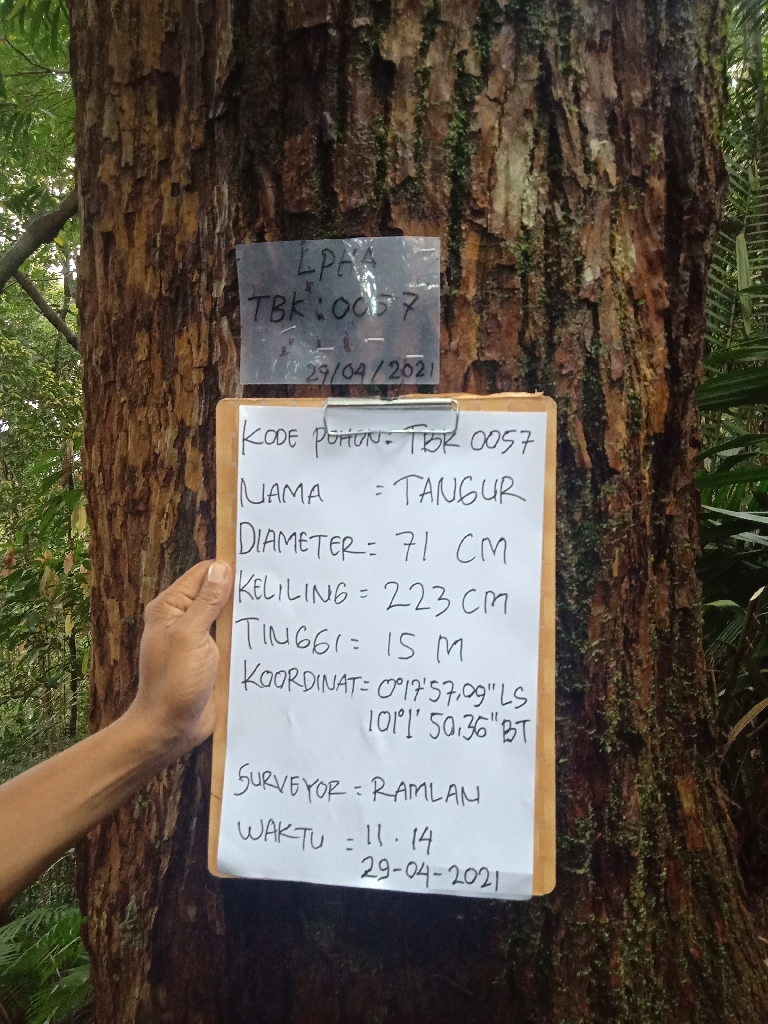 LPHA
TBK : 0057
29/04/2021
KODE POHON = TBK 0057
NAMA = TANGUR
DIAMETER = 71 CM
KELILING = 223 CM
TINGGI = 15 M
KOORDINAT = 0°17'57,09" LS
101°1' 50,36" BT
SURVEYOR = RAMLAN
WAKTU = 11 . 14
29-04-2021